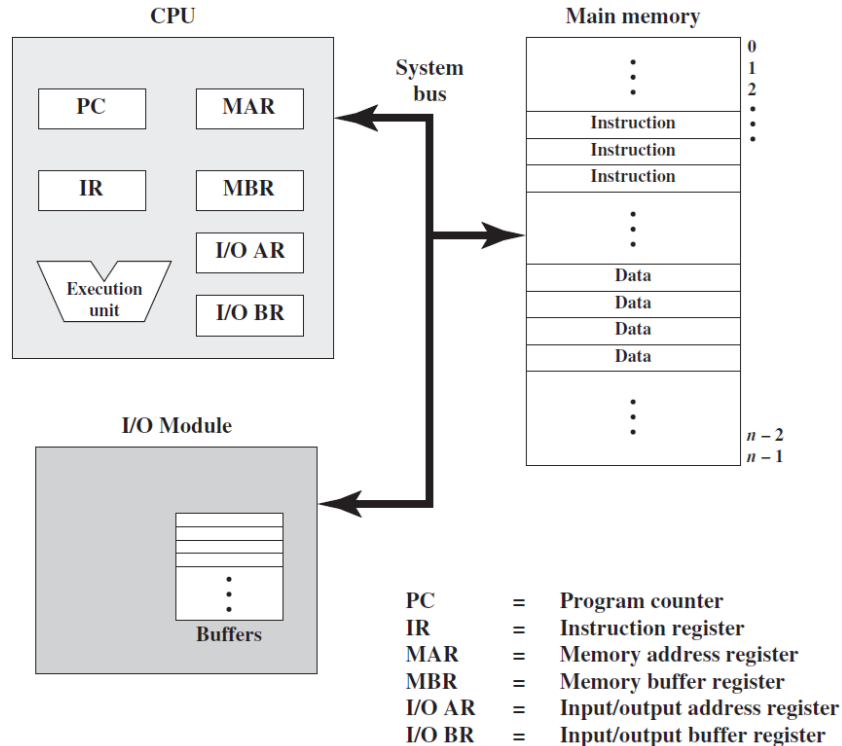 CPU
Main memory
System
bus
PC
MAR
IR
MBR
I/O AR
I/O BR
Execution
unit
0
1
2
Instruction
Instruction
Instruction
Data
Data
Data
Data
n – 2
n – 1
I/O Module
Buffers
PC = Program counter
IR = Instruction register
MAR = Memory address register
MBR = Memory buffer register
I/O AR = Input/output address register
I/O BR = Input/output buffer register